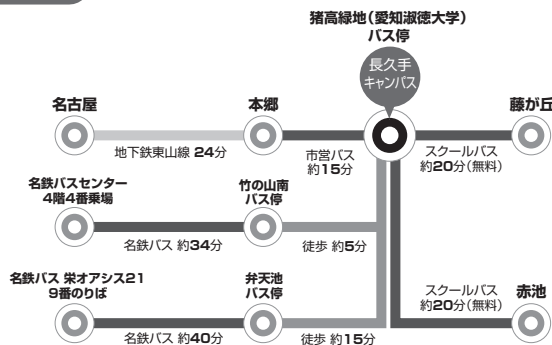 猪高緑地（愛知淑徳大学）
バス停
長久手
キャンパス
名古屋
本郷
藤が丘
地下鉄東山線 24分
市営バス
約15分
スクールバス
約20分（無料）
名鉄バスセンター
4階4番乗場
竹の山南
バス停
名鉄バス 約34分
徒歩 約5分
名鉄バス 栄オアシス21
9番のりば
弁天池
バス停
スクールバス
約20分（無料）
赤池
名鉄バス 約40分
徒歩 約15分